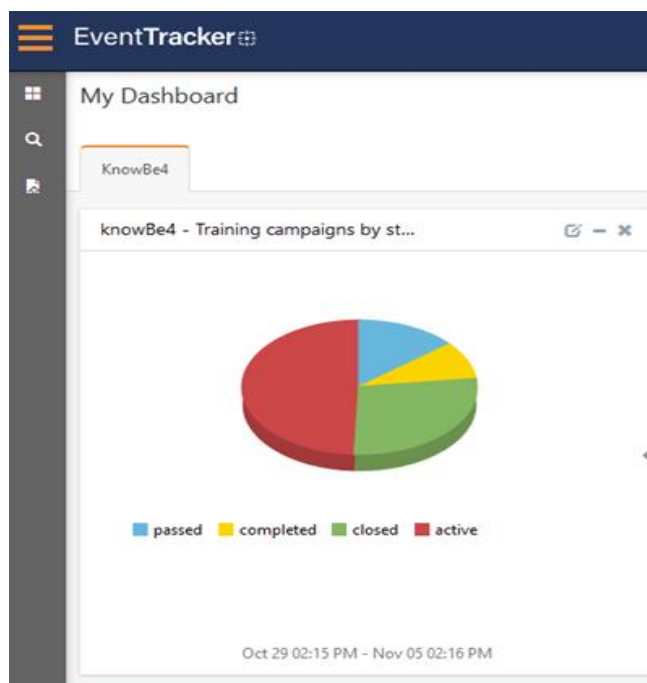 EventTracker
My Dashboard
KnowBe4
knowBe4 - Training campaigns by st...
passed completed closed active
Oct 29 02:15 PM - Nov 05 02:16 PM